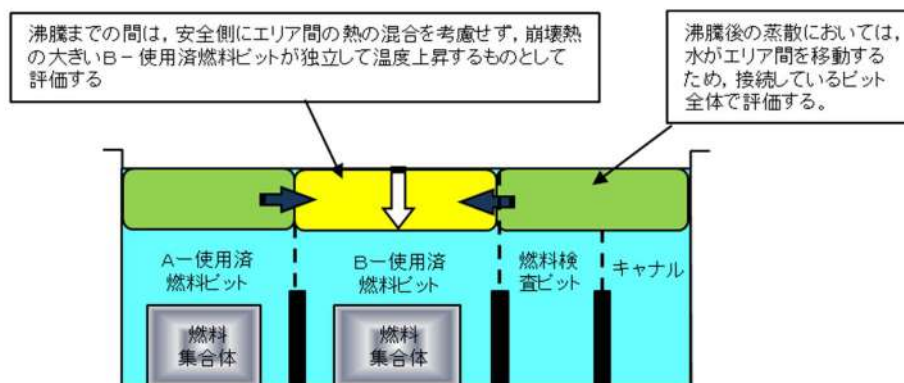 沸騰までの間は，安全側にエリア間の熱の混合を考慮せず，崩壊熱
の大きいB－使用済燃料ピットが独立して温度上昇するものとして
評価する
沸騰後の蒸散においては，
水がエリア間を移動する
ため，接続しているピット
全体で評価する。
A－使用済
燃料ピット
B－使用済
燃料ピット
燃料検
査ピット
キャナル
燃料
集合体
燃料
集合体